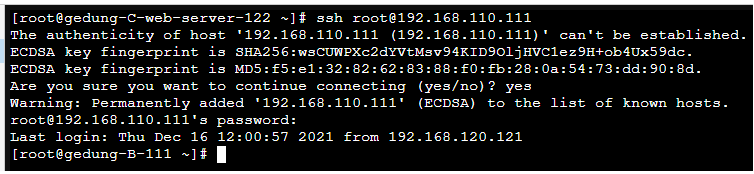 [root@gedung-C-web-server-122 ~]# ssh root@192.168.110.111
The authenticity of host '192.168.110.111 (192.168.110.111)' can't be established.
ECDSA key fingerprint is SHA256:wsCUWPXc2dYVtMsv94KID9OljHVC1ez9H+ob4Ux59dc.
ECDSA key fingerprint is MD5:f5:e1:32:82:62:83:88:f0:fb:28:0a:54:73:dd:90:8d.
Are you sure you want to continue connecting (yes/no)? yes
Warning: Permanently added '192.168.110.111' (ECDSA) to the list of known hosts.
root@192.168.110.111's password:
Last login: Thu Dec 16 12:00:57 2021 from 192.168.120.121
[root@gedung-B-111 ~]#